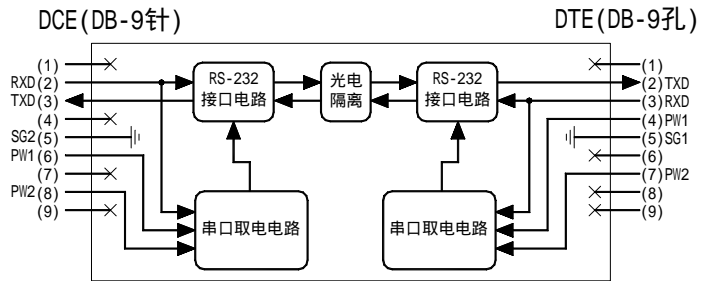 DCE(DB-9针)
DTE(DB-9孔)
(1)
RXD(2)
TXD(3)
(4)
SG2(5)
PW1(6)
(7)
PW2(8)
(9)
RS-232
接口电路
光电
隔离
RS-232
接口电路
串口取电电路
串口取电电路
(1)
(2)TXD
(3)RXD
(4)PW1
(5)SG1
(6)
(7)PW2
(8)
(9)